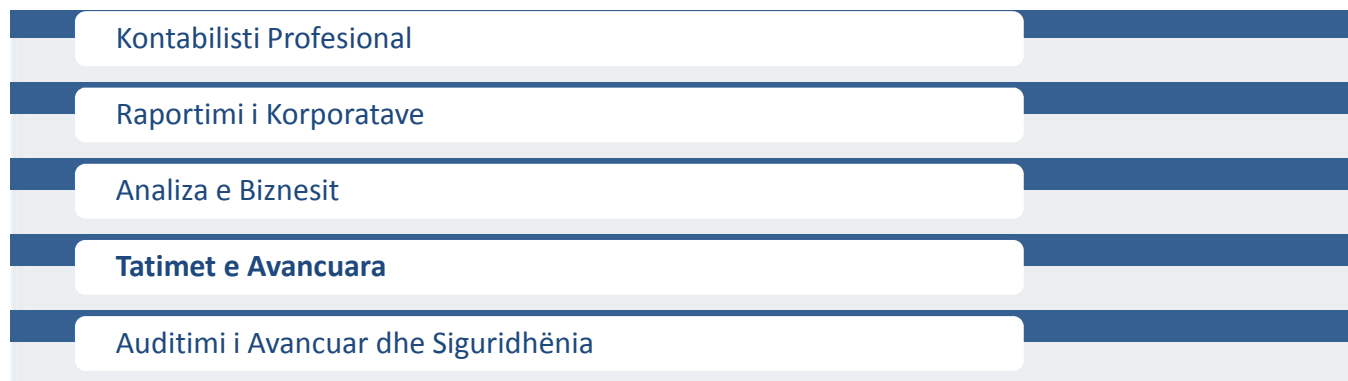 Kontabilisti Profesional
Raportimi i Korporatave
Analiza e Biznesit
Tatimet e Avancuara
Auditimi i Avancuar dhe Siguridhënia